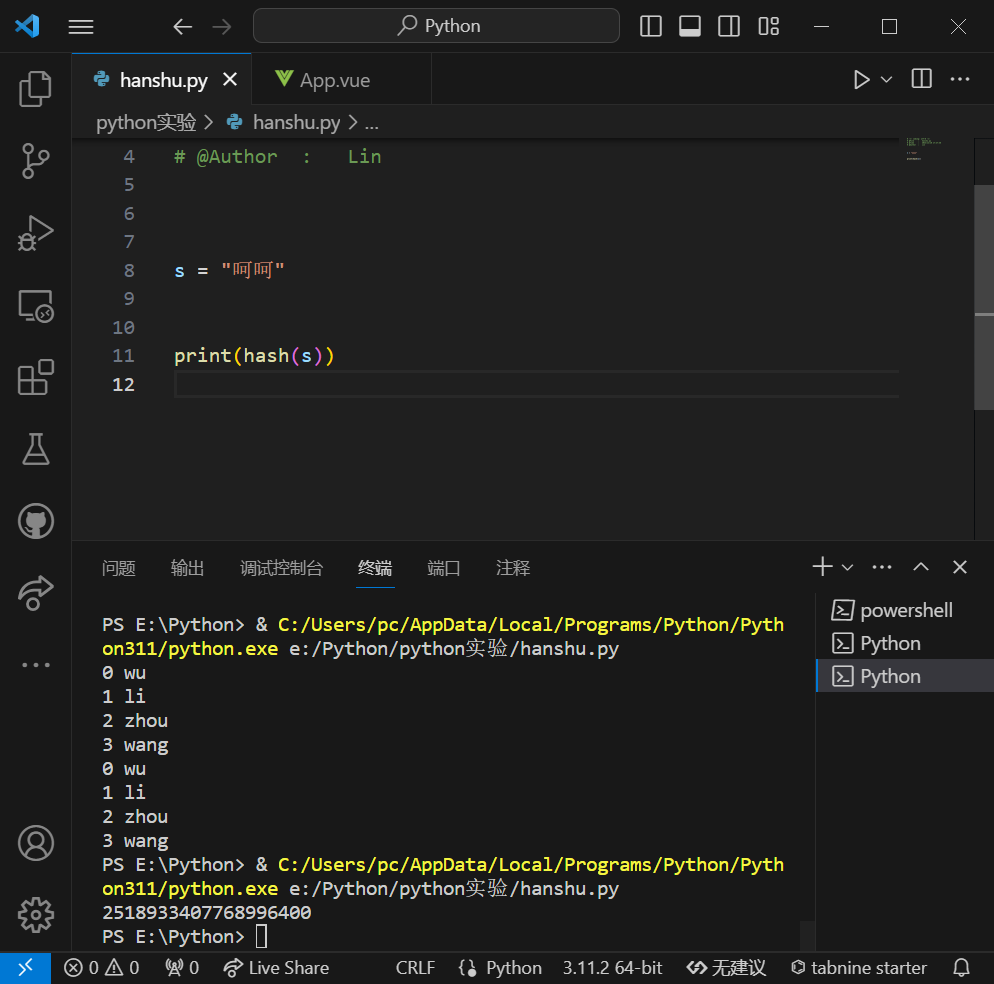 Python
hanshu.py
App.vue
python实验 > hanshu.py > ...
4 # @Author  :   Lin
5
6
7
8 s = "呵呵"
9
10
11 print(hash(s))
12
问题 输出 调试控制台 终端 端口 注释
PS E:\Python> & C:/Users/pc/AppData/Local/Programs/Python/Pyth
on311/python.exe e:/Python/python实验/hanshu.py
0 wu
1 li
2 zhou
3 wang
0 wu
1 li
2 zhou
3 wang
PS E:\Python> & C:/Users/pc/AppData/Local/Programs/Python/Pyth
on311/python.exe e:/Python/python实验/hanshu.py
2518933407768996400
PS E:\Python>
powershell
Python
Python
0 0 0 Live Share CRLF Python 3.11.2 64-bit 无建议 tabnine starter